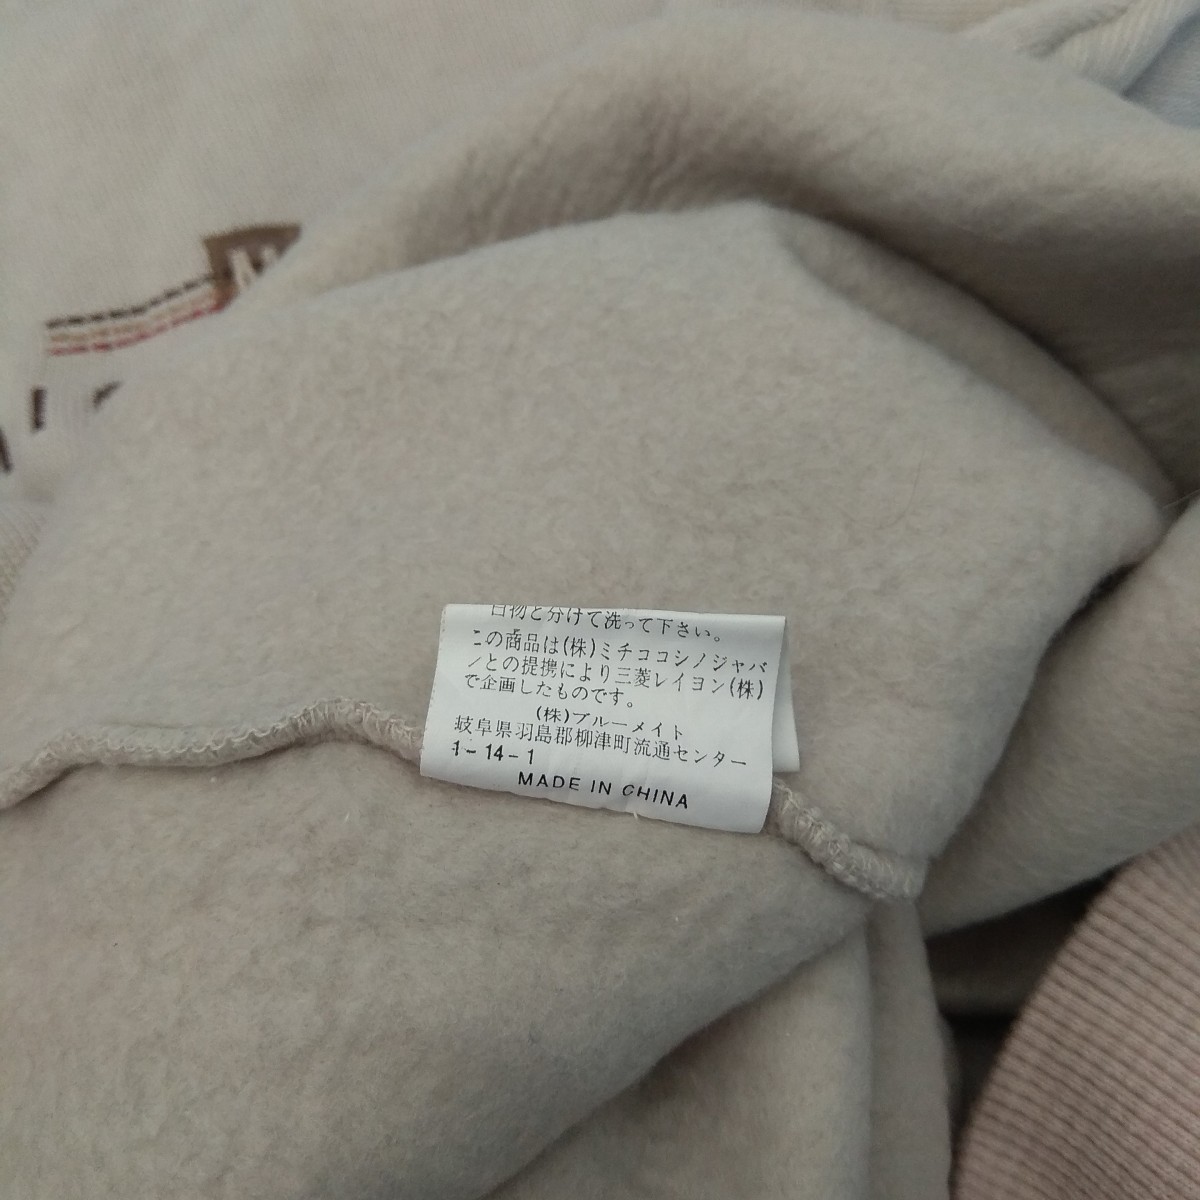 白物と分けて洗って下さい。
この商品は(株)ミチココシノジャパ
ンとの提携により三菱レイヨン(株)
で企画したものです。
(株)ブルーメイト
岐阜県羽島郡柳津町流通センター
1-14-1
MADE IN CHINA